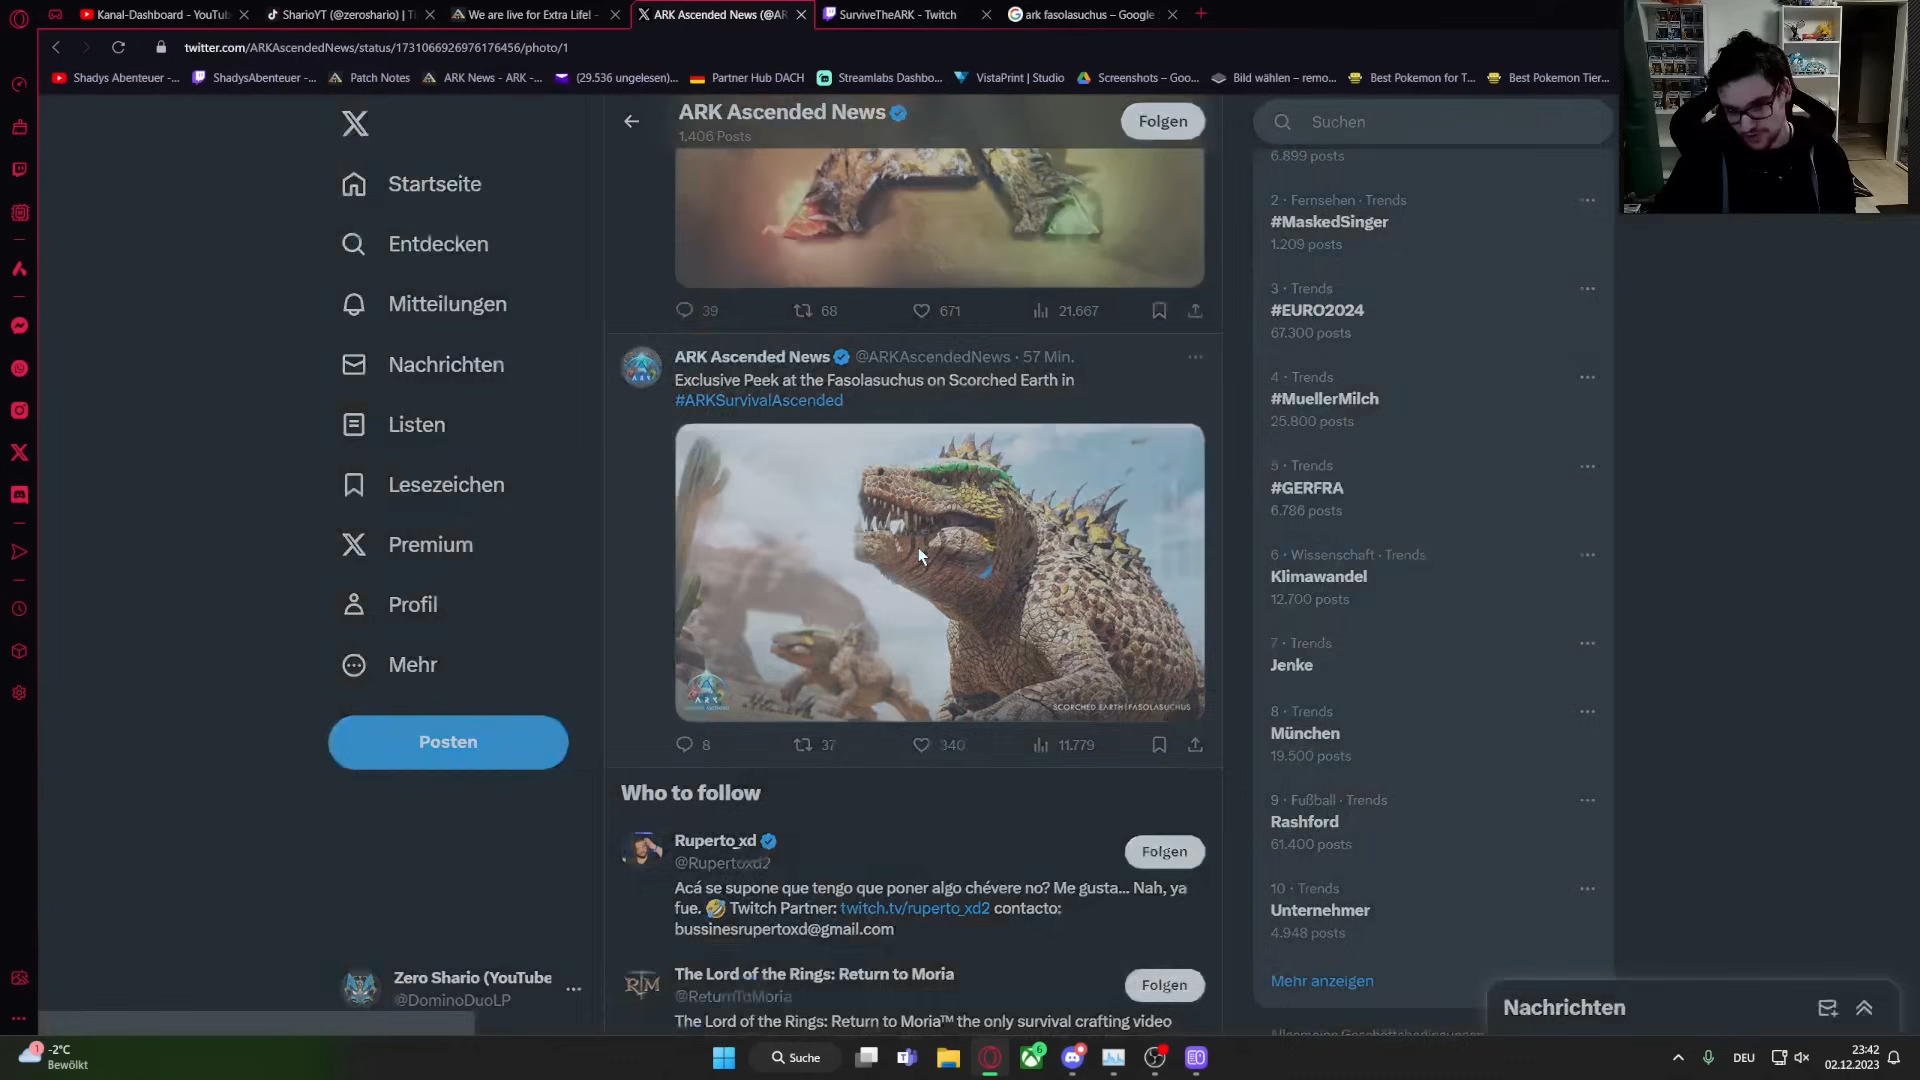 Kanal-Dashboard - YouTub
SharioYT (@zeroshario) | T
We are live for Extra Life! -
ARK Ascended News (@AR
SurviveTheARK - Twitch
ark fasolasuchus – Google
twitter.com/ARKAscendedNews/status/1731066926976176456/photo/1
Shadys Abenteuer -...
ShadysAbenteuer -...
Patch Notes
ARK News - ARK -...
(29.536 ungelesen)...
Partner Hub DACH
Streamlabs Dashbo...
VistaPrint | Studio
Screenshots – Goo...
Bild wählen – remo...
Best Pokemon for T...
Best Pokemon Tier...
Startseite
Entdecken
Mitteilungen
Nachrichten
Listen
Lesezeichen
Premium
Profil
Mehr
Posten
Zero Shario (YouTube
@DominoDuoLP
ARK Ascended News
1.406 Posts
Folgen
39
68
671
21.667
ARK Ascended News @ARKAscendedNews · 57 Min.
Exclusive Peek at the Fasolasuchus on Scorched Earth in
#ARKSurvivalAscended
ARK
SCORCHED EARTH | FASOLASUCHUS
8
37
340
11.779
Who to follow
Ruperto_xd
@Rupertoxd2
Folgen
Acá se supone que tengo que poner algo chévere no? Me gusta... Nah, ya
fue. 🤣 Twitch Partner: twitch.tv/ruperto_xd2 contacto:
bussinesrupertoxd@gmail.com
The Lord of the Rings: Return to Moria
@ReturnToMoria
Folgen
The Lord of the Rings: Return to Moria™ the only survival crafting video
Suchen
6.899 posts
2 · Fernsehen · Trends
#MaskedSinger
1.209 posts
3 · Trends
#EURO2024
67.300 posts
4 · Trends
#MuellerMilch
25.800 posts
5 · Trends
#GERFRA
6.786 posts
6 · Wissenschaft · Trends
Klimawandel
12.700 posts
7 · Trends
Jenke
8 · Trends
München
19.500 posts
9 · Fußball · Trends
Rashford
61.400 posts
10 · Trends
Unternehmer
4.948 posts
Mehr anzeigen
Nachrichten
1
-2°C
Bewölkt
Suche
6
DEU
23:42
02.12.2023